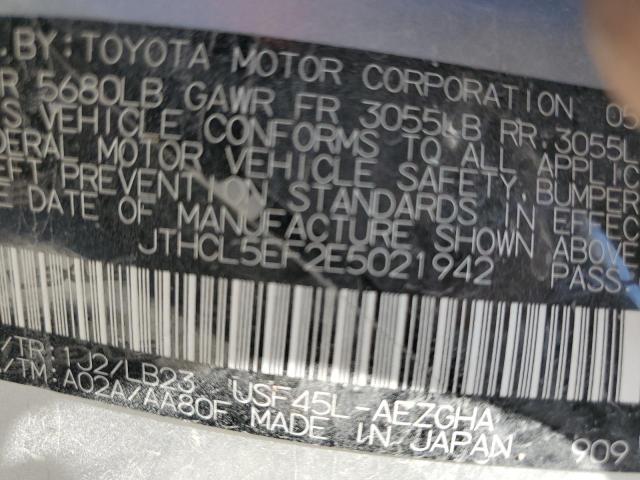 . BY: TOYOTA MOTOR CORPORATION 05
R 5680LB GAWR FR 3055LB RR:3055L
S VEHICLE CONFORMS TO ALL APPLIC
DERAL MOTOR VEHICLE SAFETY, BUMPER
EFT PREVENTION STANDARDS IN EFFEC
E DATE OF MANUFACTURE SHOWN ABOVE
JTHCL5EF2E5021942 PASS.
/TR: 1J2/LB23 USF45L-AEZGHA
/TM: A02A/AA80F MADE IN JAPAN 909